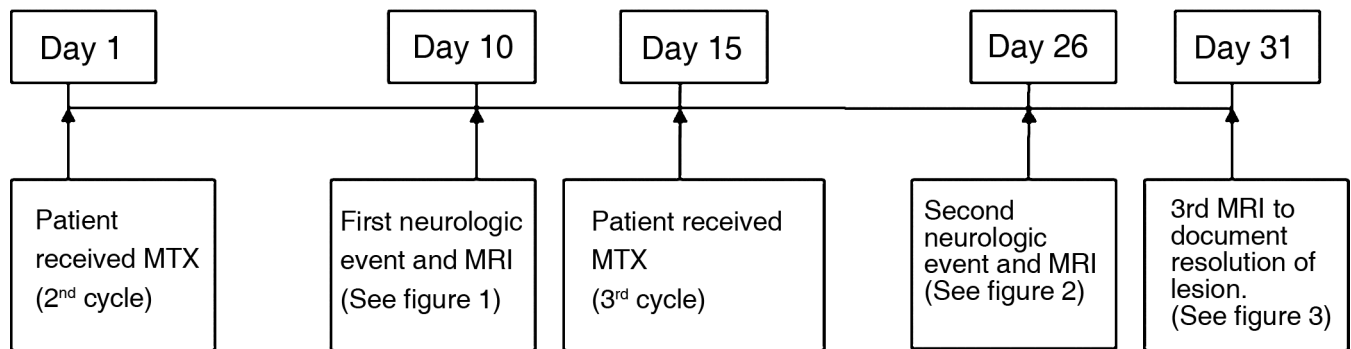 Day 1
Day 10
Day 15
Day 26
Day 31
Patient
received MTX
(2nd cycle)
First neurologic
event and MRI
(See figure 1)
Patient received
MTX
(3rd cycle)
Second
neurologic
event and MRI
(See figure 2)
3rd MRI to
document
resolution of
lesion.
(See figure 3)